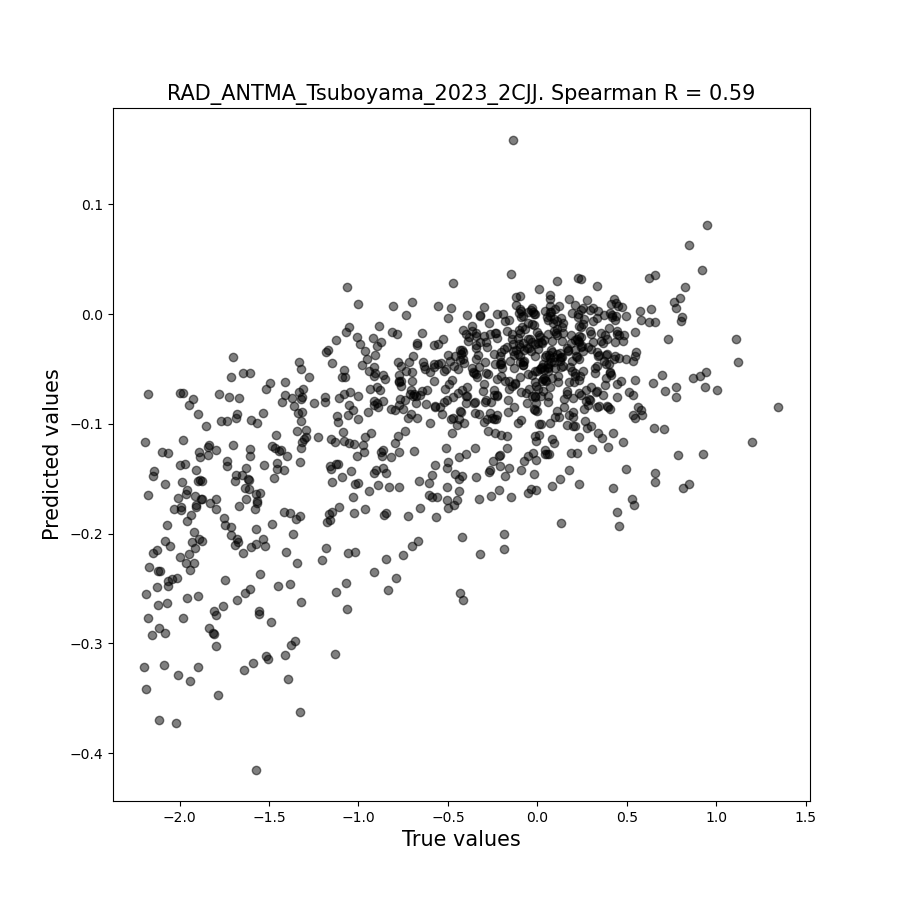 RAD_ANTMA_Tsuboyama_2023_2CJJ. Spearman R = 0.59
0.1
0.0
−0.1
−0.2
−0.3
−0.4
Predicted values
−2.0 −1.5 −1.0 −0.5 0.0 0.5 1.0 1.5
True values